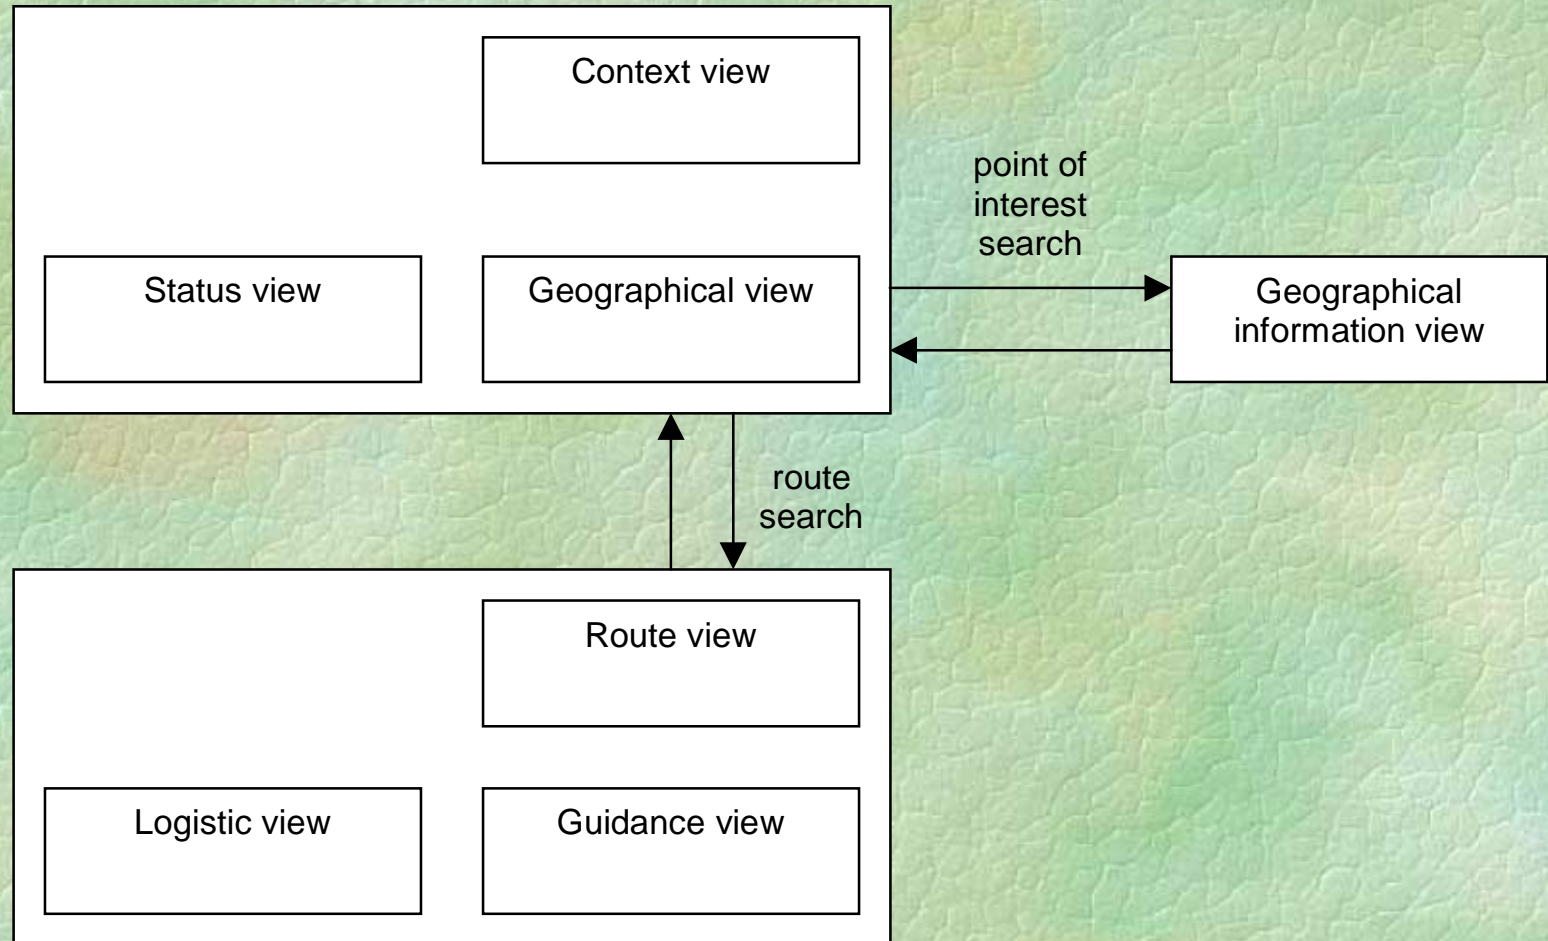 Context view
point of
interest
search
Status view
Geographical view
Geographical
information view
route
search
Route view
Logistic view
Guidance view